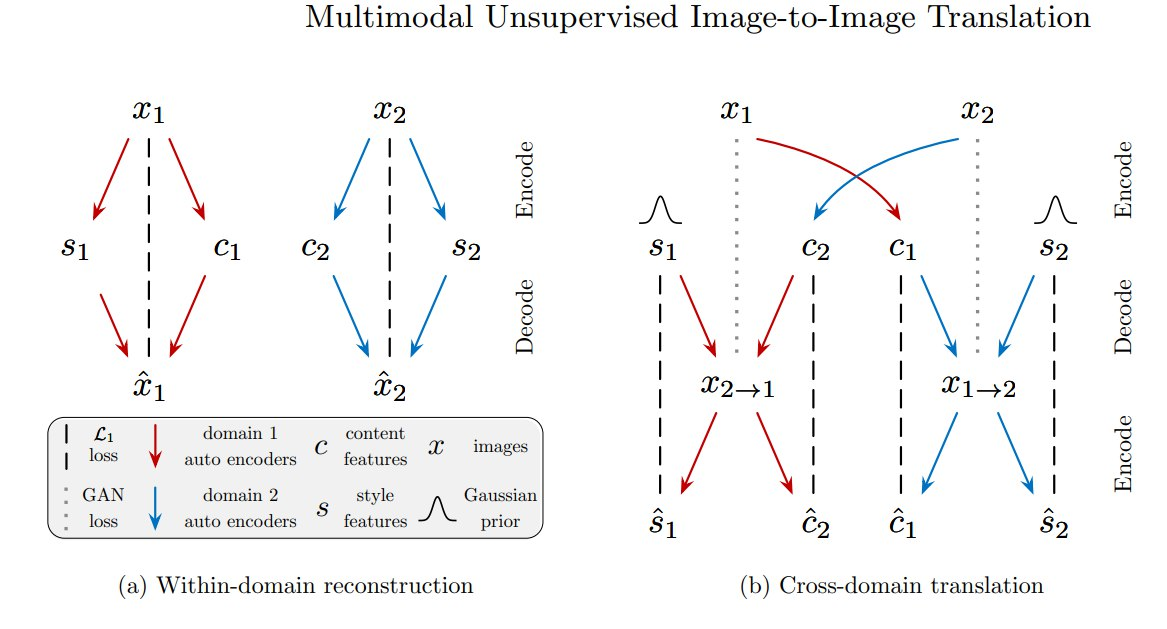 Multimodal Unsupervised Image-to-Image Translation
x₁ x₂ x₁ x₂
Encode Encode
s₁ c₁ c₂ s₂ s₁ c₂ c₁ s₂
Decode Decode
x̂₁ x̂₂ x₂→₁ x₁→₂
ℒ₁ loss
domain 1 auto encoders
c content features
x images
GAN loss
domain 2 auto encoders
s style features
Gaussian prior
Encode
ŝ₁ ĉ₂ ĉ₁ ŝ₂
(a) Within-domain reconstruction
(b) Cross-domain translation